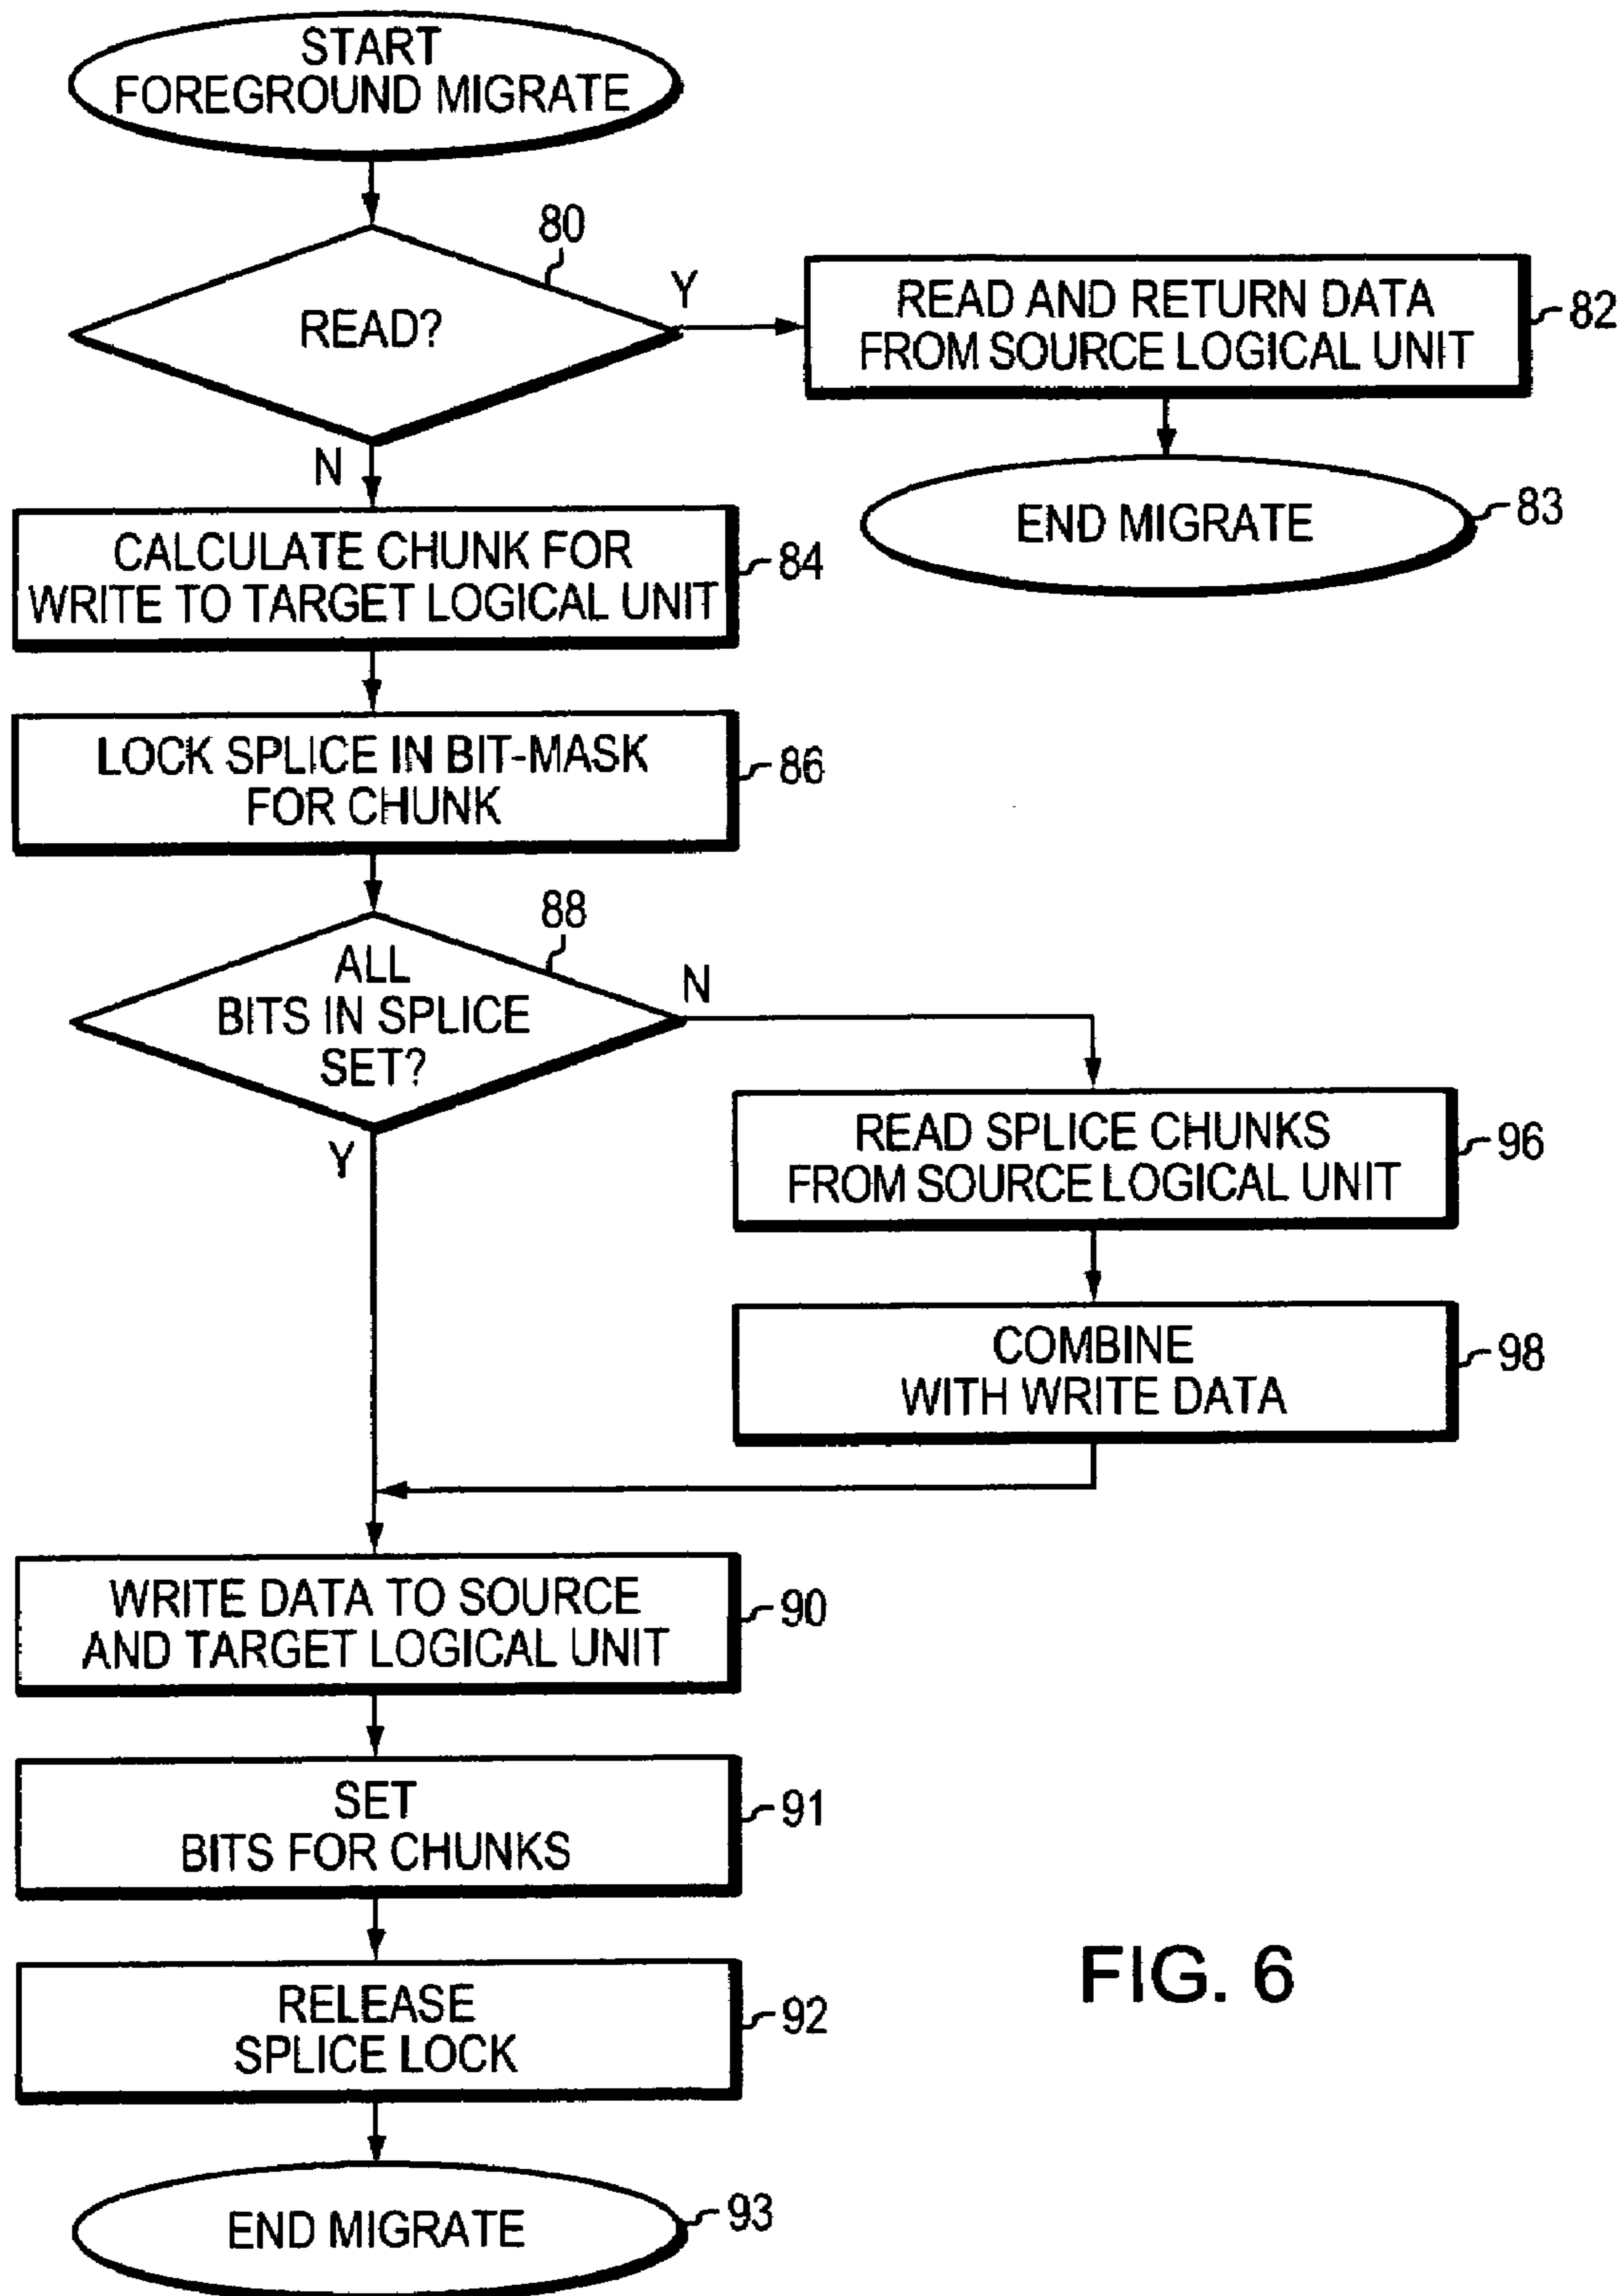 START
FOREGROUND MIGRATE
80
READ?
Y
N
READ AND RETURN DATA
FROM SOURCE LOGICAL UNIT
82
END MIGRATE
83
CALCULATE CHUNK FOR
WRITE TO TARGET LOGICAL UNIT
84
LOCK SPLICE IN BIT-MASK
FOR CHUNK
86
88
ALL
BITS IN SPLICE
SET?
N
Y
READ SPLICE CHUNKS
FROM SOURCE LOGICAL UNIT
96
COMBINE
WITH WRITE DATA
98
WRITE DATA TO SOURCE
AND TARGET LOGICAL UNIT
90
SET
BITS FOR CHUNKS
91
RELEASE
SPLICE LOCK
92
END MIGRATE
93
FIG. 6